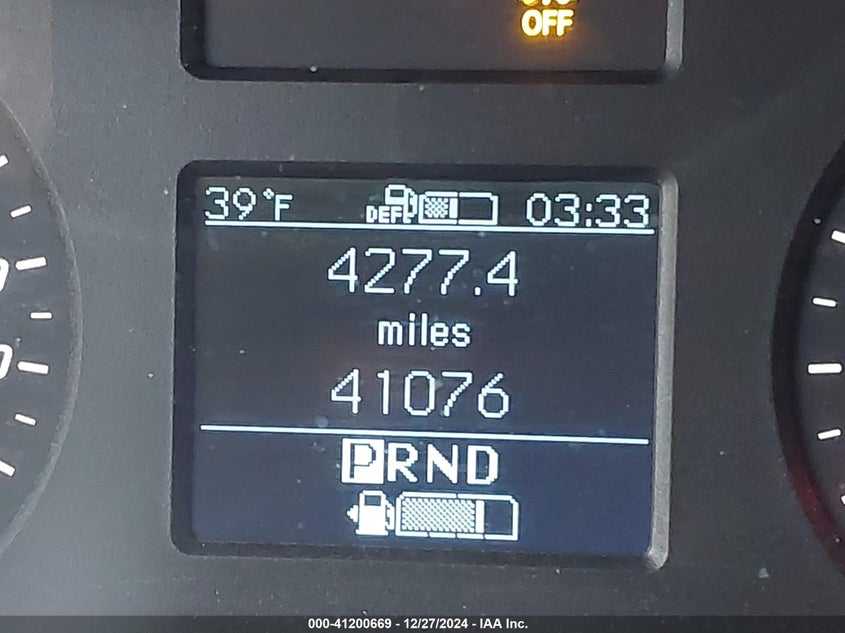 OFF
39°F DEF 03:33
4277.4
miles
41076
PRND
000-41200669 - 12/27/2024 - IAA Inc.